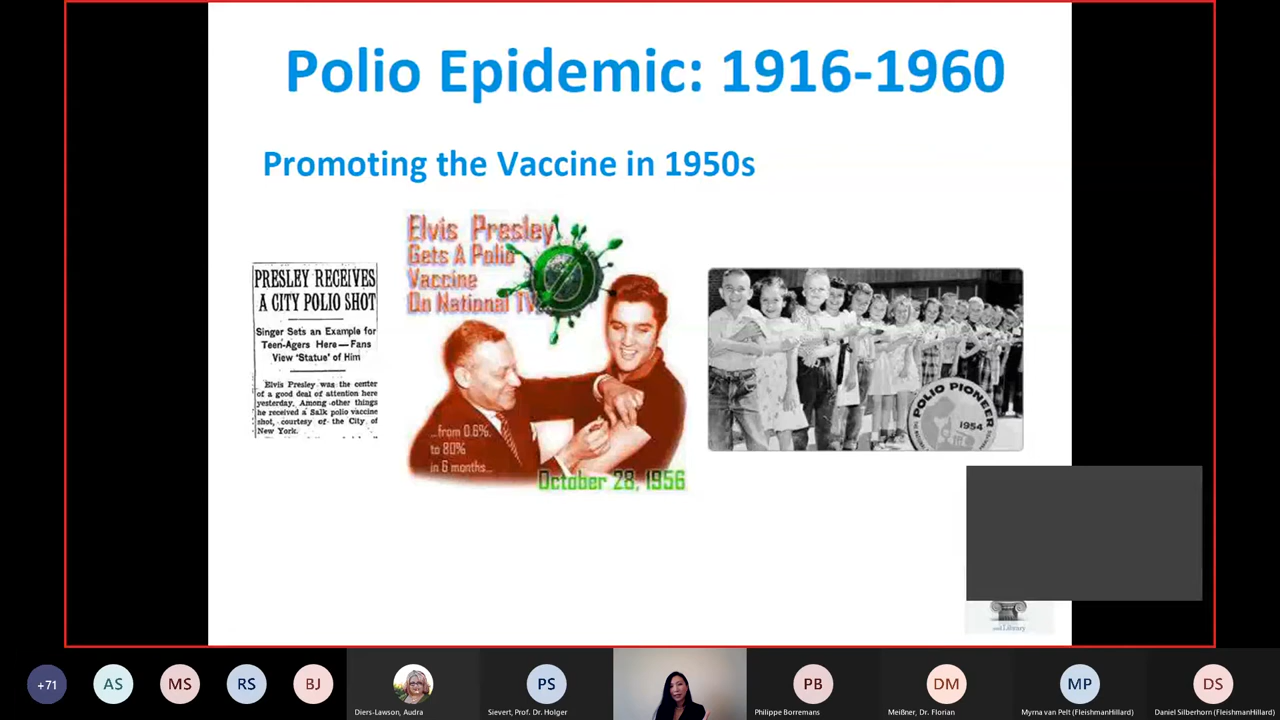 Polio Epidemic: 1916-1960
Promoting the Vaccine in 1950s
PRESLEY RECEIVES
A CITY POLIO SHOT
Singer Sets an Example for
Teen-Agers Here—Fans
View 'Statue' of Him
Elvis Presley was the center
of a good deal of attention here
yesterday. Among other things
he received a Salk polio vaccine
shot, courtesy of the City of
New York.
Elvis Presley
Gets A Polio
Vaccine
On National TV...
...from 0.6%
to 80%
in 6 months...
October 28, 1956
POLIO PIONEER
1954
and Library
+71
AS
MS
RS
BJ
Diers-Lawson, Audra
PS
Sievert, Prof. Dr. Holger
PB
Philippe Borremans
DM
Meißner, Dr. Florian
MP
Myrna van Pelt (FleishmanHillard)
DS
Daniel Silberhorn (FleishmanHillard)